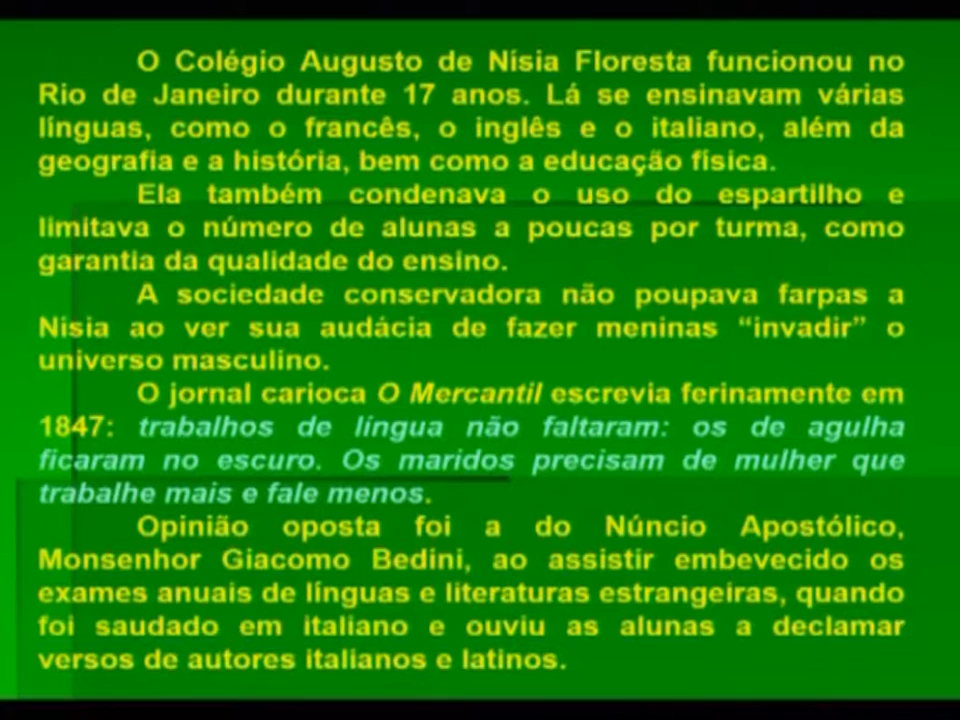 O Colégio Augusto de Nísia Floresta funcionou no
Rio de Janeiro durante 17 anos. Lá se ensinavam várias
línguas, como o francês, o inglês e o italiano, além da
geografia e a história, bem como a educação física.
Ela também condenava o uso do espartilho e
limitava o número de alunas a poucas por turma, como
garantia da qualidade do ensino.
A sociedade conservadora não poupava farpas a
Nísia ao ver sua audácia de fazer meninas “invadir” o
universo masculino.
O jornal carioca O Mercantil escrevia ferinamente em
1847: trabalhos de língua não faltaram: os de agulha
ficaram no escuro. Os maridos precisam de mulher que
trabalhe mais e fale menos.
Opinião oposta foi a do Núncio Apostólico,
Monsenhor Giacomo Bedini, ao assistir embevecido os
exames anuais de línguas e literaturas estrangeiras, quando
foi saudado em italiano e ouviu as alunas a declamar
versos de autores italianos e latinos.